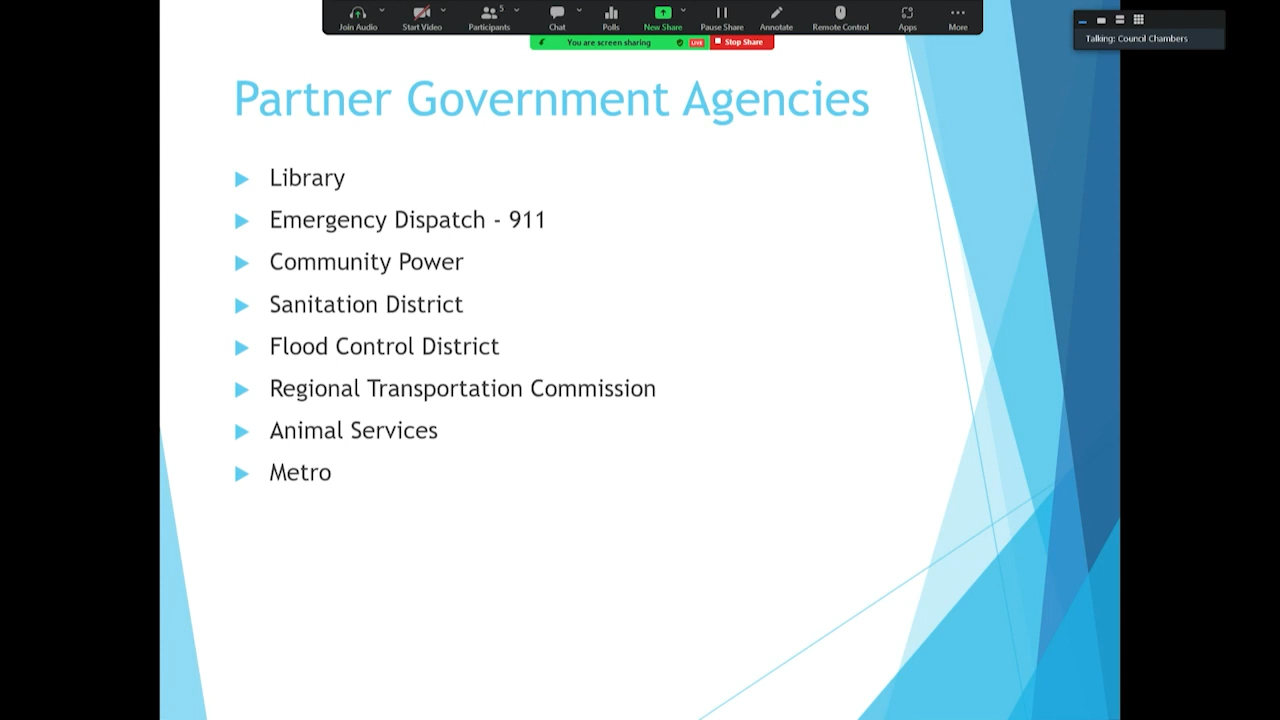 Join Audio
Start Video
5
Participants
Chat
Polls
New Share
Pause Share
Annotate
Remote Control
Apps
More
You are screen sharing
LIVE
Stop Share
Talking: Council Chambers
Partner Government Agencies
Library
Emergency Dispatch - 911
Community Power
Sanitation District
Flood Control District
Regional Transportation Commission
Animal Services
Metro